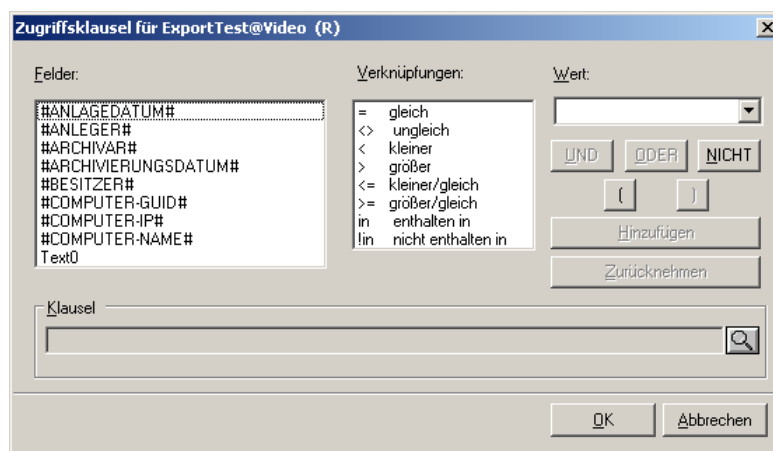 Zugriffsklausel für ExportTest@Video (R)
Felder:
#ANLAGEDATUM#
#ANLEGER#
#ARCHIVAR#
#ARCHIVIERUNGSDATUM#
#BESITZER#
#COMPUTER-GUID#
#COMPUTER-IP#
#COMPUTER-NAME#
Text0
Verknüpfungen:
= gleich
<> ungleich
< kleiner
> größer
<= kleiner/gleich
>= größer/gleich
in enthalten in
!in nicht enthalten in
Wert:
UND ODER NICHT
( )
Hinzufügen
Zurücknehmen
Klausel
OK Abbrechen